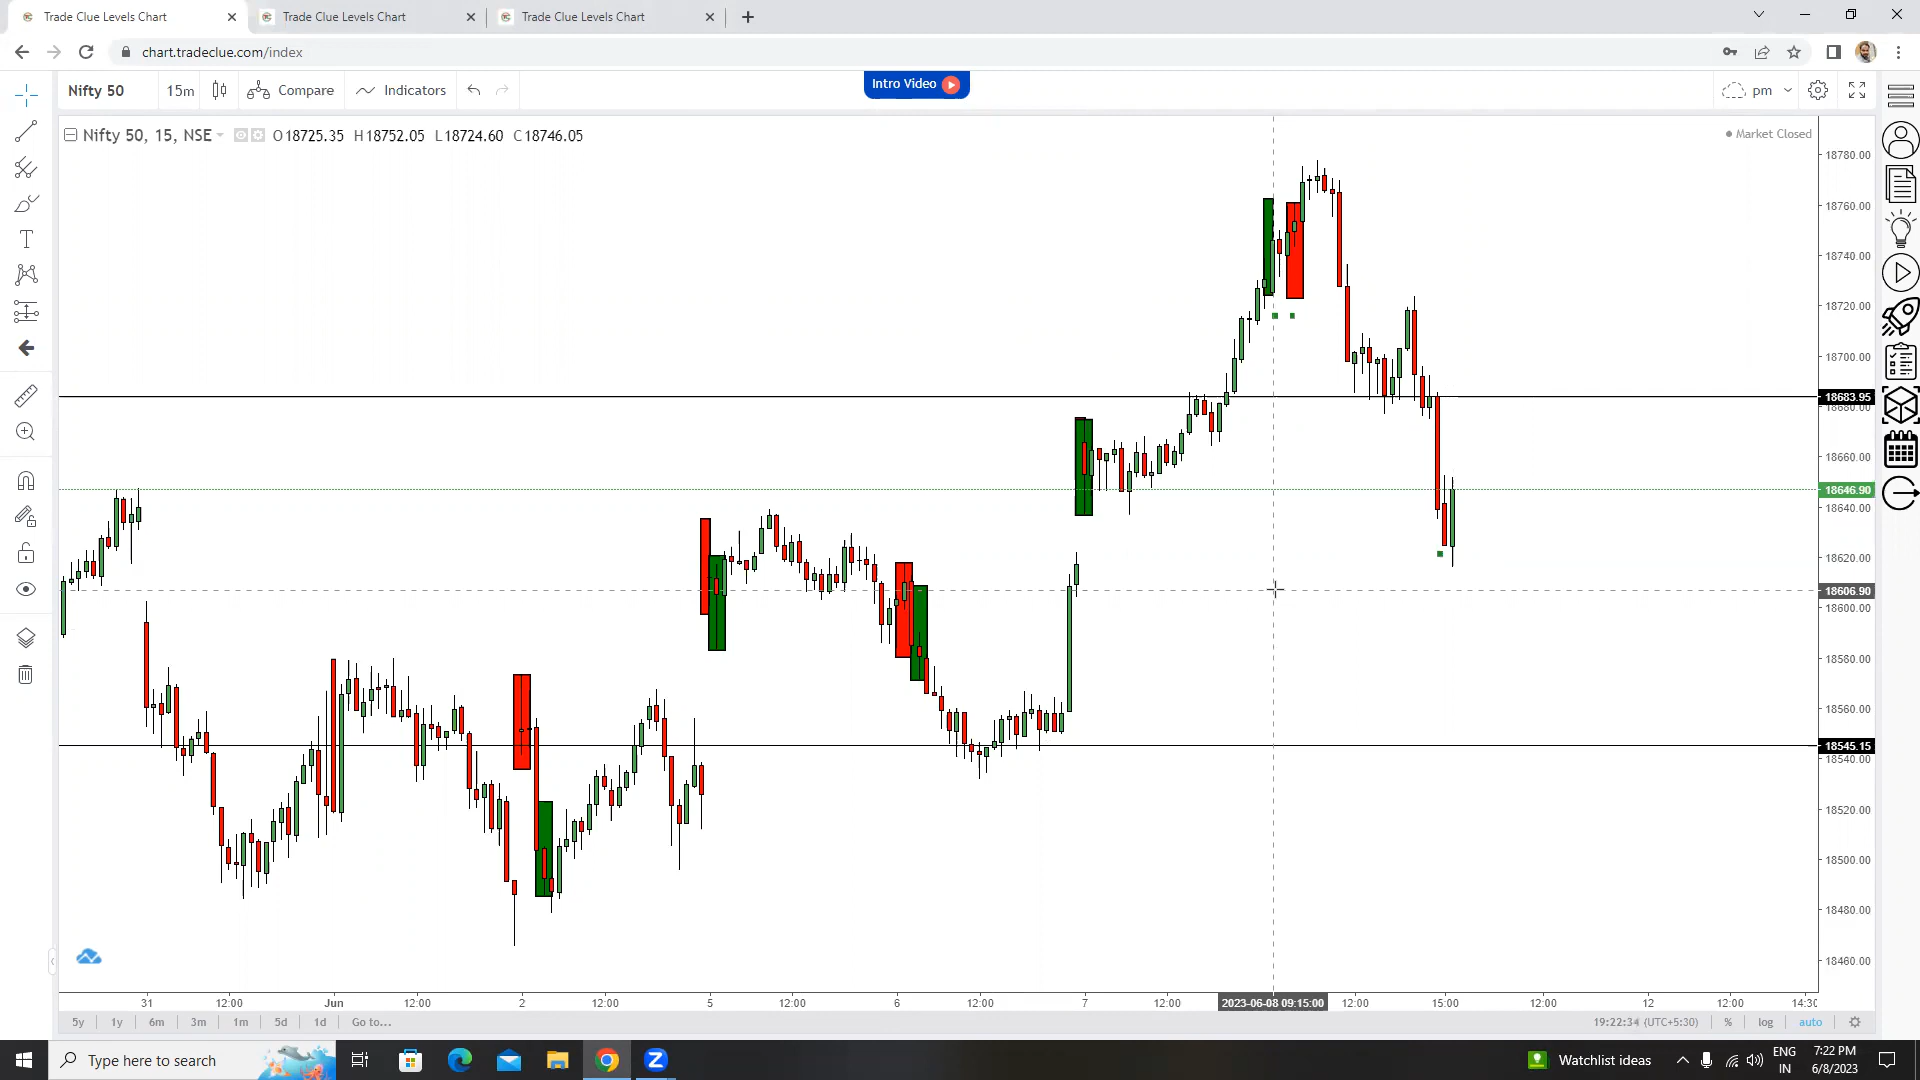 Trade Clue Levels Chart
Trade Clue Levels Chart
Trade Clue Levels Chart
chart.tradeclue.com/index
Nifty 50
15m
Compare
Indicators
Intro Video
pm
Nifty 50, 15, NSE
O18725.35 H18752.05 L18724.60 C18746.05
Market Closed
18780.00
18760.00
18740.00
18720.00
18700.00
18683.95
18680.00
18660.00
18646.90
18640.00
18620.00
18606.90
18600.00
18580.00
18560.00
18545.15
18540.00
18520.00
18500.00
18480.00
18460.00
31 12:00 Jun 12:00 2 12:00 5 12:00 6 12:00 7 12:00 2023-06-08 09:15:00 12:00 15:00 12:00 12 12:00 14:30
5y 1y 6m 3m 1m 5d 1d Go to...
19:22:34 (UTC+5:30) % log auto
Type here to search
Watchlist ideas
ENG
IN
7:22 PM
6/8/2023